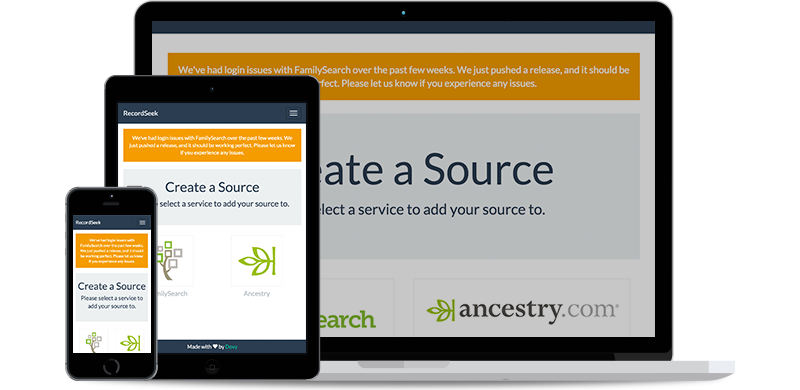 We've had login issues with FamilySearch over the past few weeks. We just pushed a release, and it should be
rfect. Please let us know if you experience any issues.
eate a Source
elect a service to add your source to.
earch
ancestry.com®
RecordSeek
We've had login issues with FamilySearch over the past few weeks. We
just pushed a release, and it should be working perfect. Please let us know
if you experience any issues.
Create a Source
se select a service to add your source to.
milySearch
Ancestry
Made with ♥ by Devy
RecordSeek
We've had login issues with
FamilySearch over the past few
weeks. We just pushed a
release, and it should be
working perfect. Please let us
know if you experience any
issues.
Create a Source
Please select a service to
add your source to.